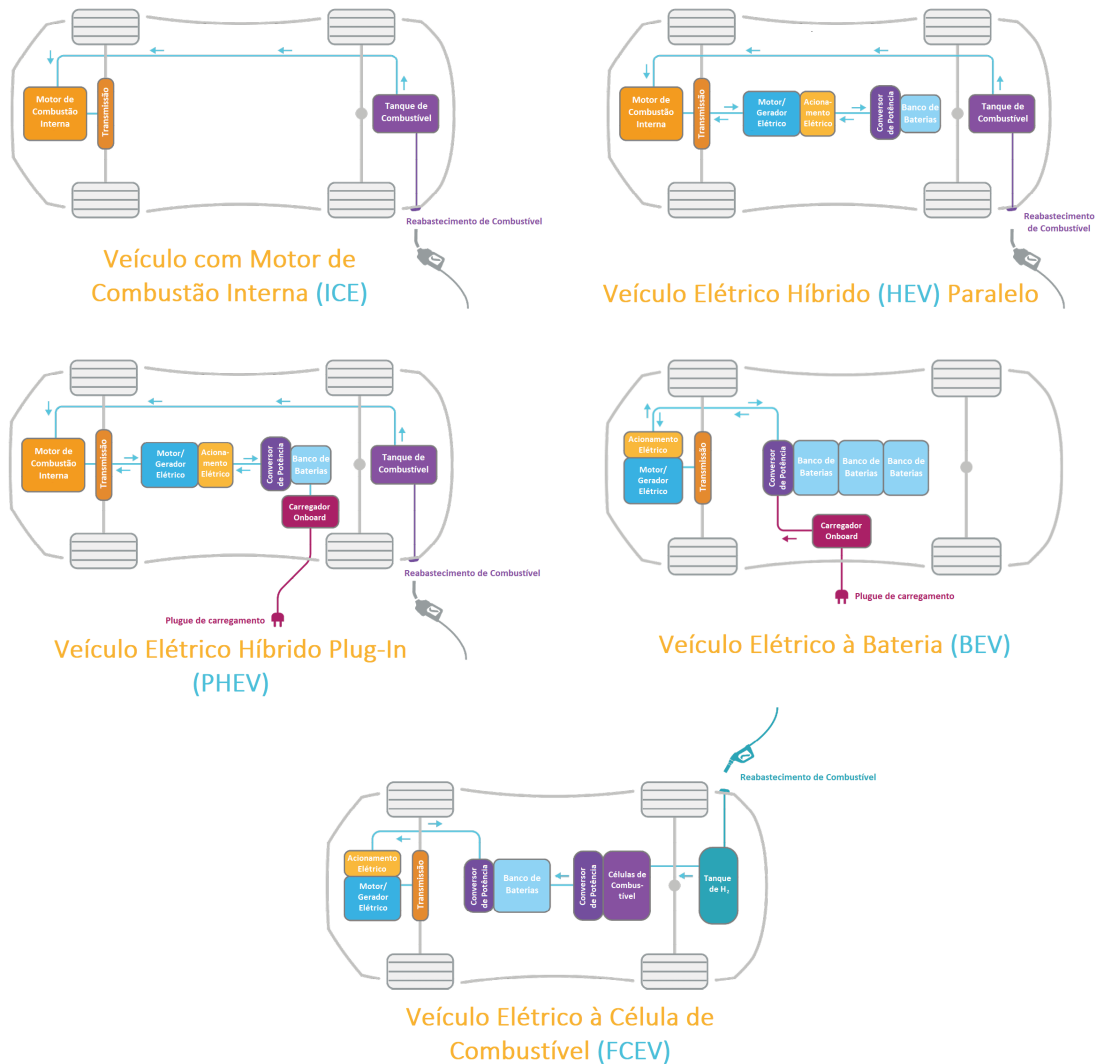 Motor de
Combustão
Interna
Transmissão
Tanque de
Combustível
Reabastecimento de Combustível
Veículo com Motor de
Combustão Interna (ICE)
Motor de
Combustão
Interna
Transmissão
Motor/
Gerador
Elétrico
Aciona-
mento
Elétrico
Conversor
de Potência
Banco de
Baterias
Tanque de
Combustível
Reabastecimento
de Combustível
Veículo Elétrico Híbrido (HEV) Paralelo
Motor de
Combustão
Interna
Transmissão
Motor/
Gerador
Elétrico
Aciona-
mento
Elétrico
Conversor
de Potência
Banco de
Baterias
Tanque de
Combustível
Carregador
Onboard
Reabastecimento de Combustível
Plugue de carregamento
Veículo Elétrico Híbrido Plug-In
(PHEV)
Acionamento
Elétrico
Motor/
Gerador
Elétrico
Transmissão
Conversor
de Potência
Banco de
Baterias
Banco de
Baterias
Banco de
Baterias
Carregador
Onboard
Plugue de carregamento
Veículo Elétrico à Bateria (BEV)
Reabastecimento de Combustível
Acionamento
Elétrico
Motor/
Gerador
Elétrico
Transmissão
Conversor
de Potência
Banco de
Baterias
Conversor
de Potência
Células de
Combus-
tível
Tanque
de H₂
Veículo Elétrico à Célula de
Combustível (FCEV)